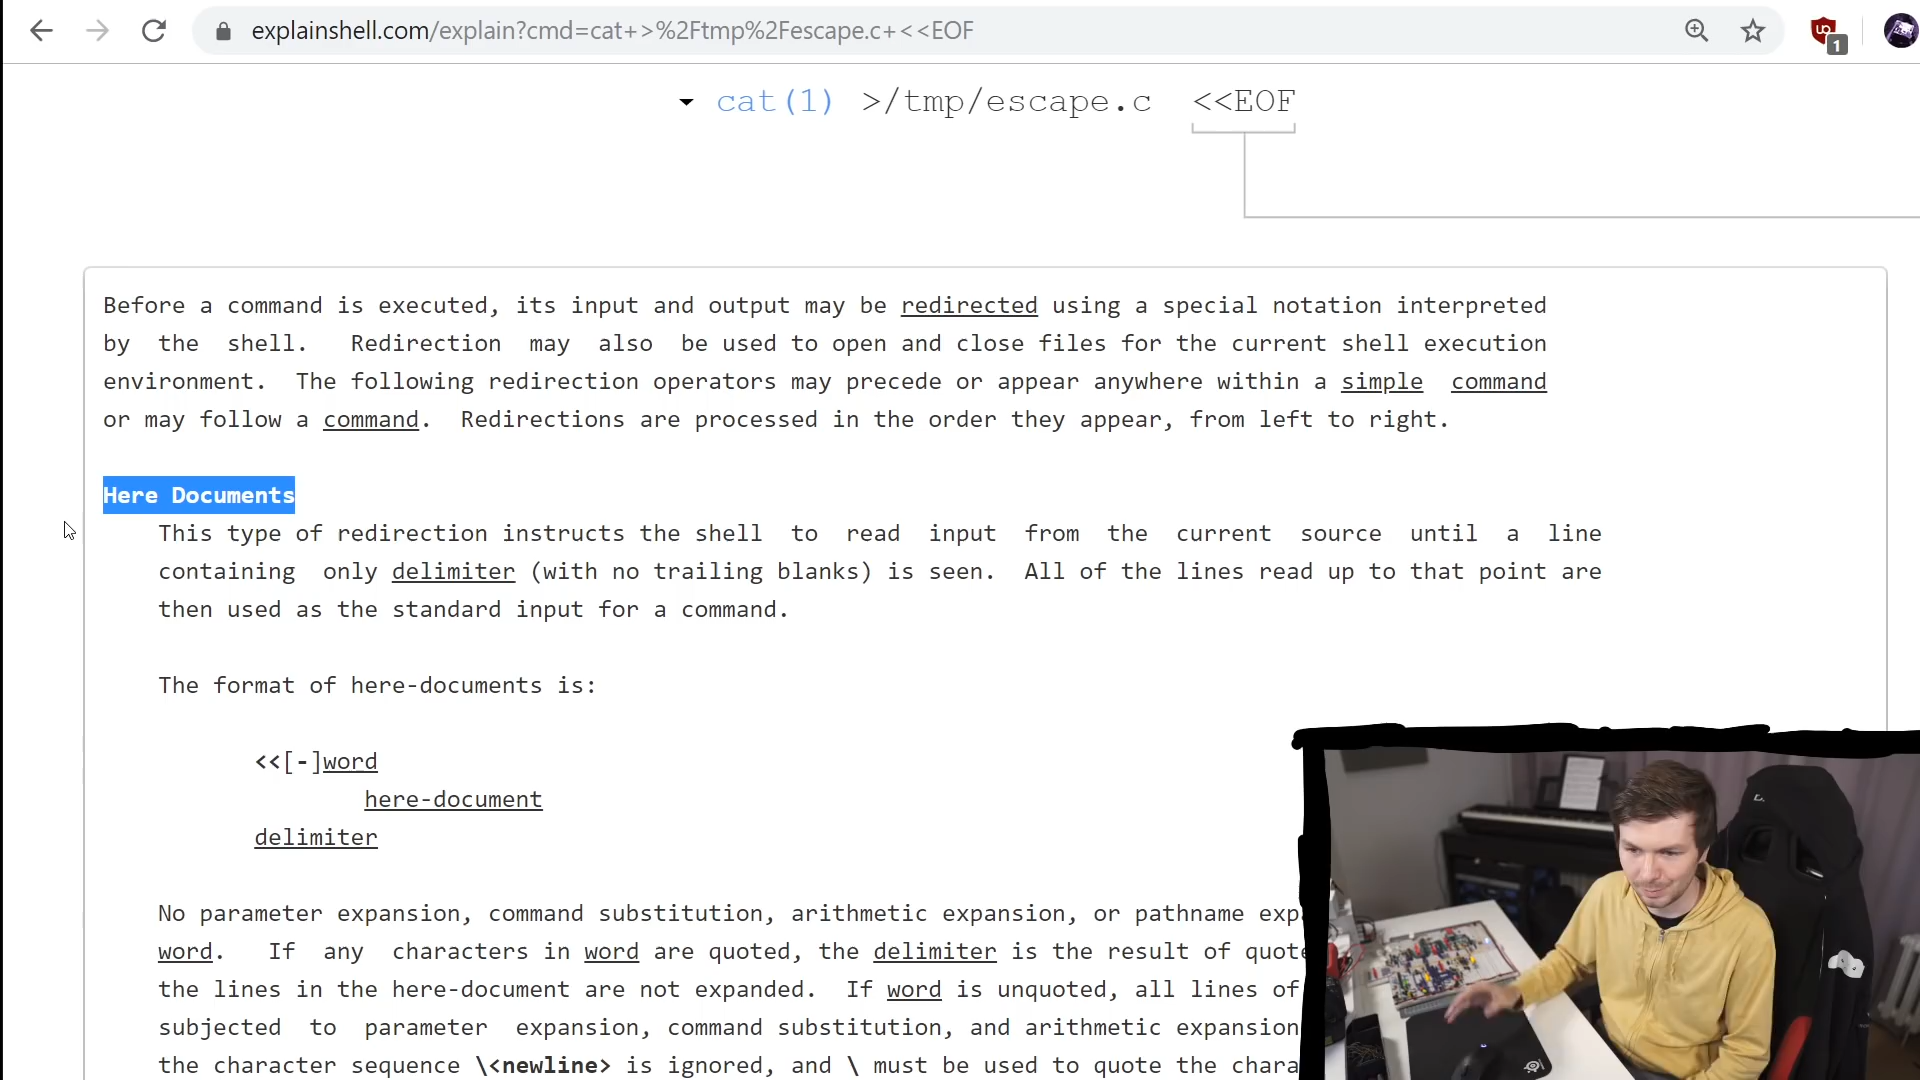 explainshell.com/explain?cmd=cat+>%2Ftmp%2Fescape.c+<<EOF
1
cat(1) >/tmp/escape.c <<EOF
Before a command is executed, its input and output may be redirected using a special notation interpreted
by the shell. Redirection may also be used to open and close files for the current shell execution
environment. The following redirection operators may precede or appear anywhere within a simple command
or may follow a command. Redirections are processed in the order they appear, from left to right.
Here Documents
This type of redirection instructs the shell to read input from the current source until a line
containing only delimiter (with no trailing blanks) is seen. All of the lines read up to that point are
then used as the standard input for a command.
The format of here-documents is:
<<[-]word
here-document
delimiter
No parameter expansion, command substitution, arithmetic expansion, or pathname exp
word. If any characters in word are quoted, the delimiter is the result of quote
the lines in the here-document are not expanded. If word is unquoted, all lines of
subjected to parameter expansion, command substitution, and arithmetic expansion
the character sequence \<newline> is ignored, and \ must be used to quote the chara